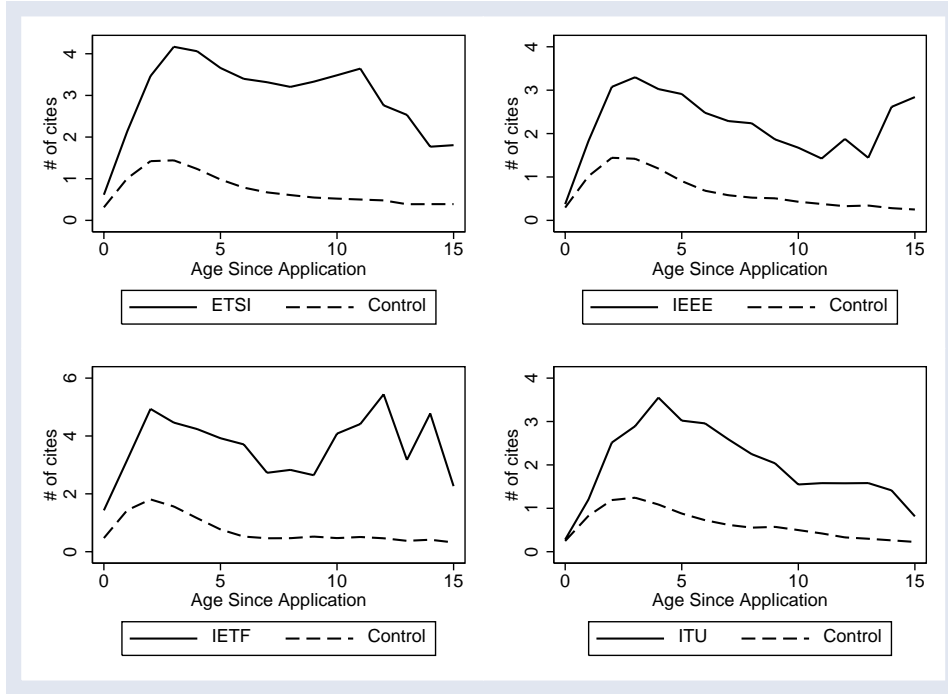 # of cites
4
3
2
1
0
0 5 10 15
Age Since Application
ETSI Control
# of cites
4
3
2
1
0
0 5 10 15
Age Since Application
IEEE Control
# of cites
6
4
2
0
0 5 10 15
Age Since Application
IETF Control
# of cites
4
3
2
1
0
0 5 10 15
Age Since Application
ITU Control